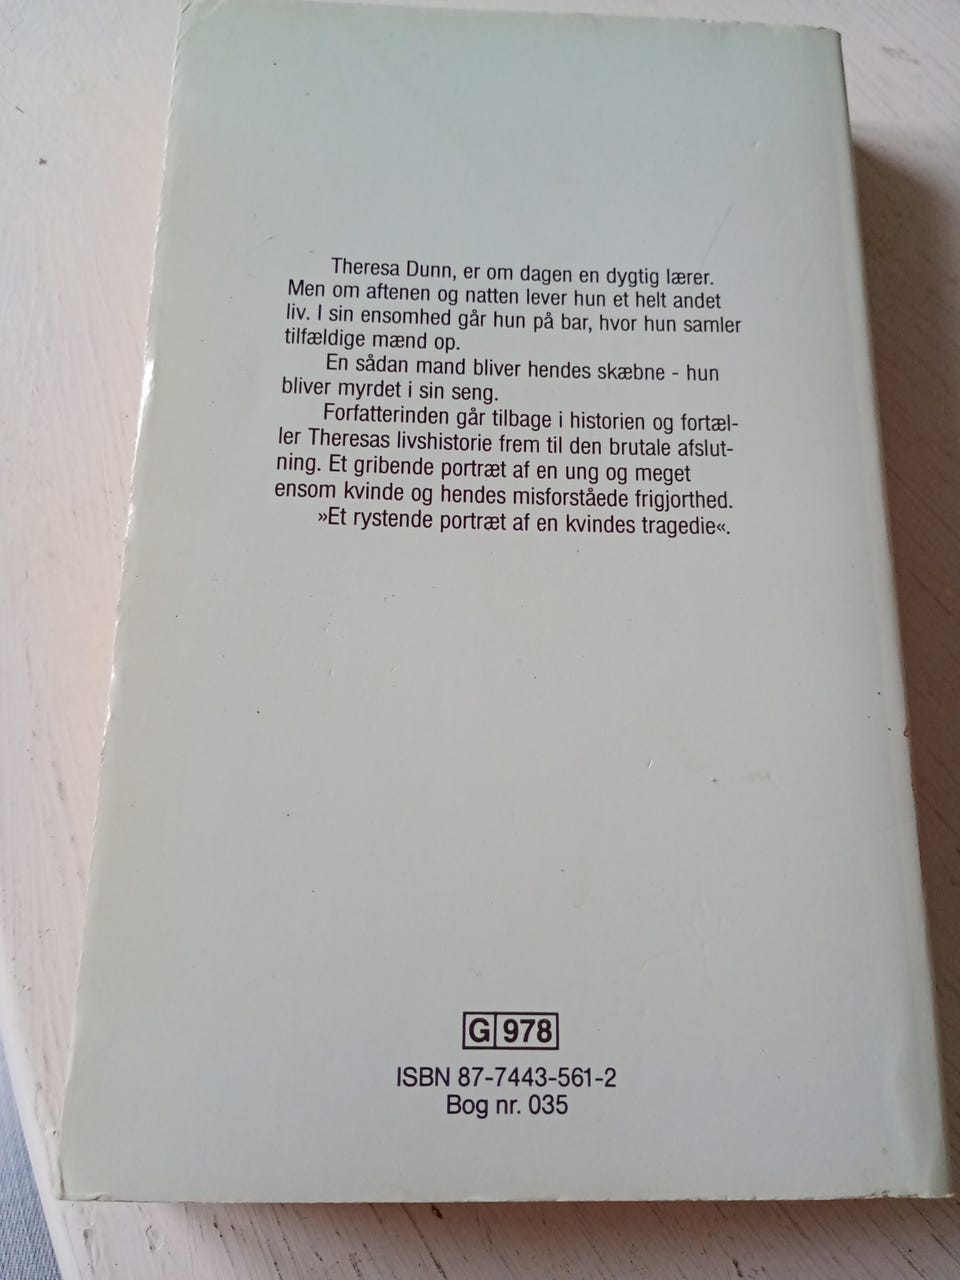 Theresa Dunn, er om dagen en dygtig lærer.
Men om aftenen og natten lever hun et helt andet
liv. I sin ensomhed går hun på bar, hvor hun samler
tilfældige mænd op.
En sådan mand bliver hendes skæbne - hun
bliver myrdet i sin seng.
Forfatterinden går tilbage i historien og fortæl-
ler Theresas livshistorie frem til den brutale afslut-
ning. Et gribende portræt af en ung og meget
ensom kvinde og hendes misforståede frigjorthed.
»Et rystende portræt af en kvindes tragedie«.
G 978
ISBN 87-7443-561-2
Bog nr. 035